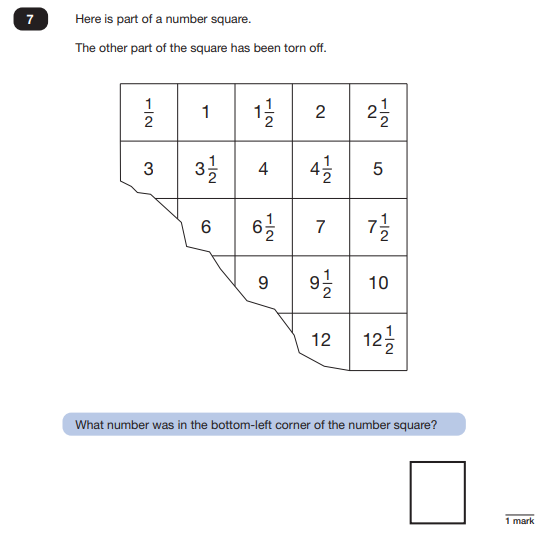 7 Here is part of a number square.
The other part of the square has been torn off.
1/2 1 1 1/2 2 2 1/2
3 3 1/2 4 4 1/2 5
6 6 1/2 7 7 1/2
9 9 1/2 10
12 12 1/2
What number was in the bottom-left corner of the number square?
1 mark